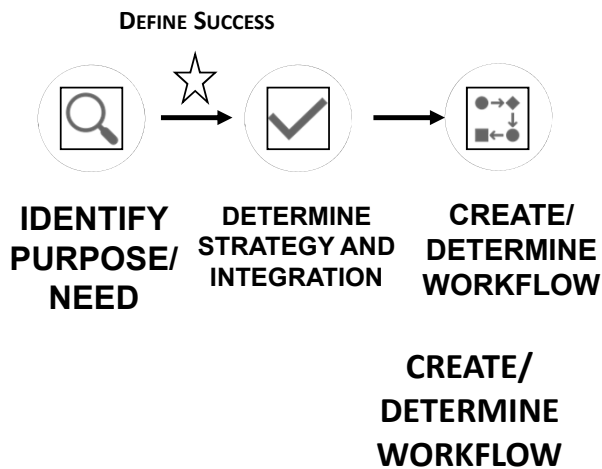 DEFINE SUCCESS
IDENTIFY
PURPOSE/
NEED
DETERMINE
STRATEGY AND
INTEGRATION
CREATE/
DETERMINE
WORKFLOW
CREATE/
DETERMINE
WORKFLOW